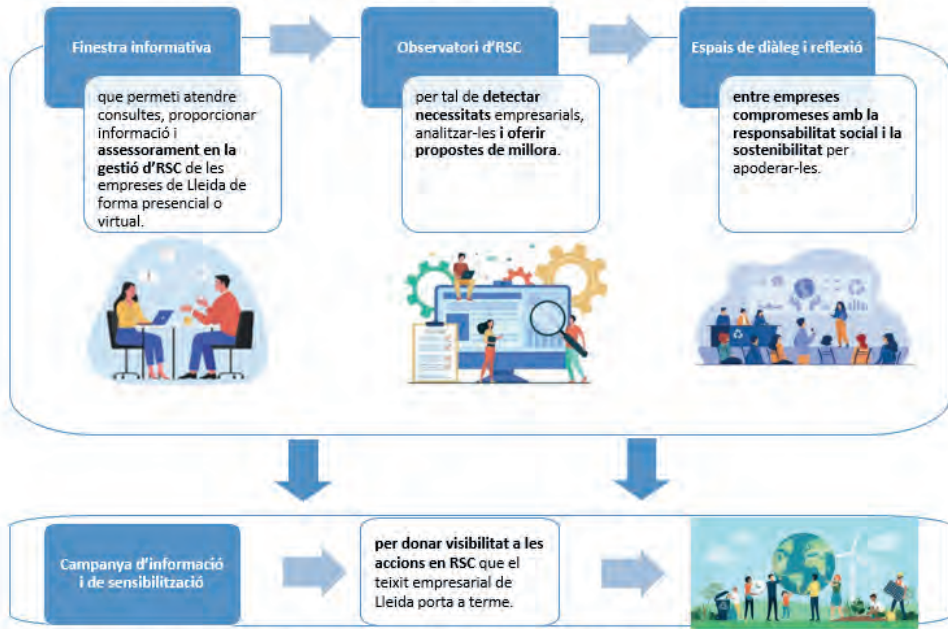 Finestra informativa
que permeti atendre
consultes, proporcionar
informació i
assessorament en la
gestió d'RSC de les
empreses de Lleida de
forma presencial o
virtual.
Observatori d'RSC
per tal de detectar
necessitats empresarials,
analitzar-les i oferir
propostes de millora.
Espais de diàleg i reflexió
entre empreses
compromeses amb la
responsabilitat social i la
sostenibilitat per
apoderar-les.
Campanya d'informació
i de sensibilització
per donar visibilitat a les
accions en RSC que el
teixit empresarial de
Lleida porta a terme.